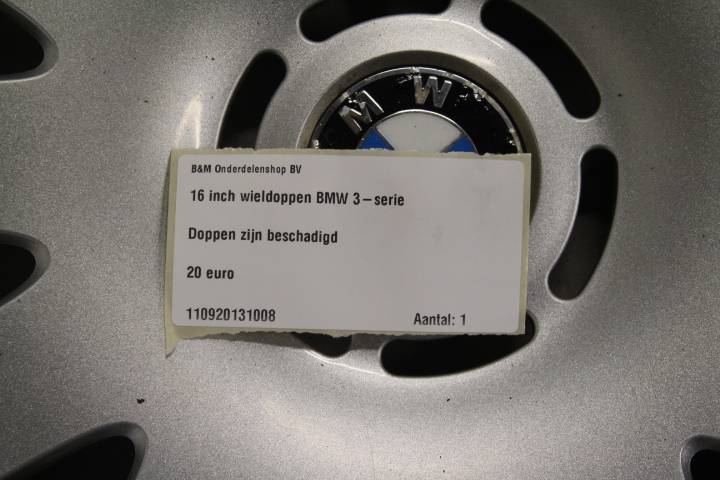 M W
B&M Onderdelenshop BV
16 inch wieldoppen BMW 3-serie
Doppen zijn beschadigd
20 euro
110920131008 Aantal: 1